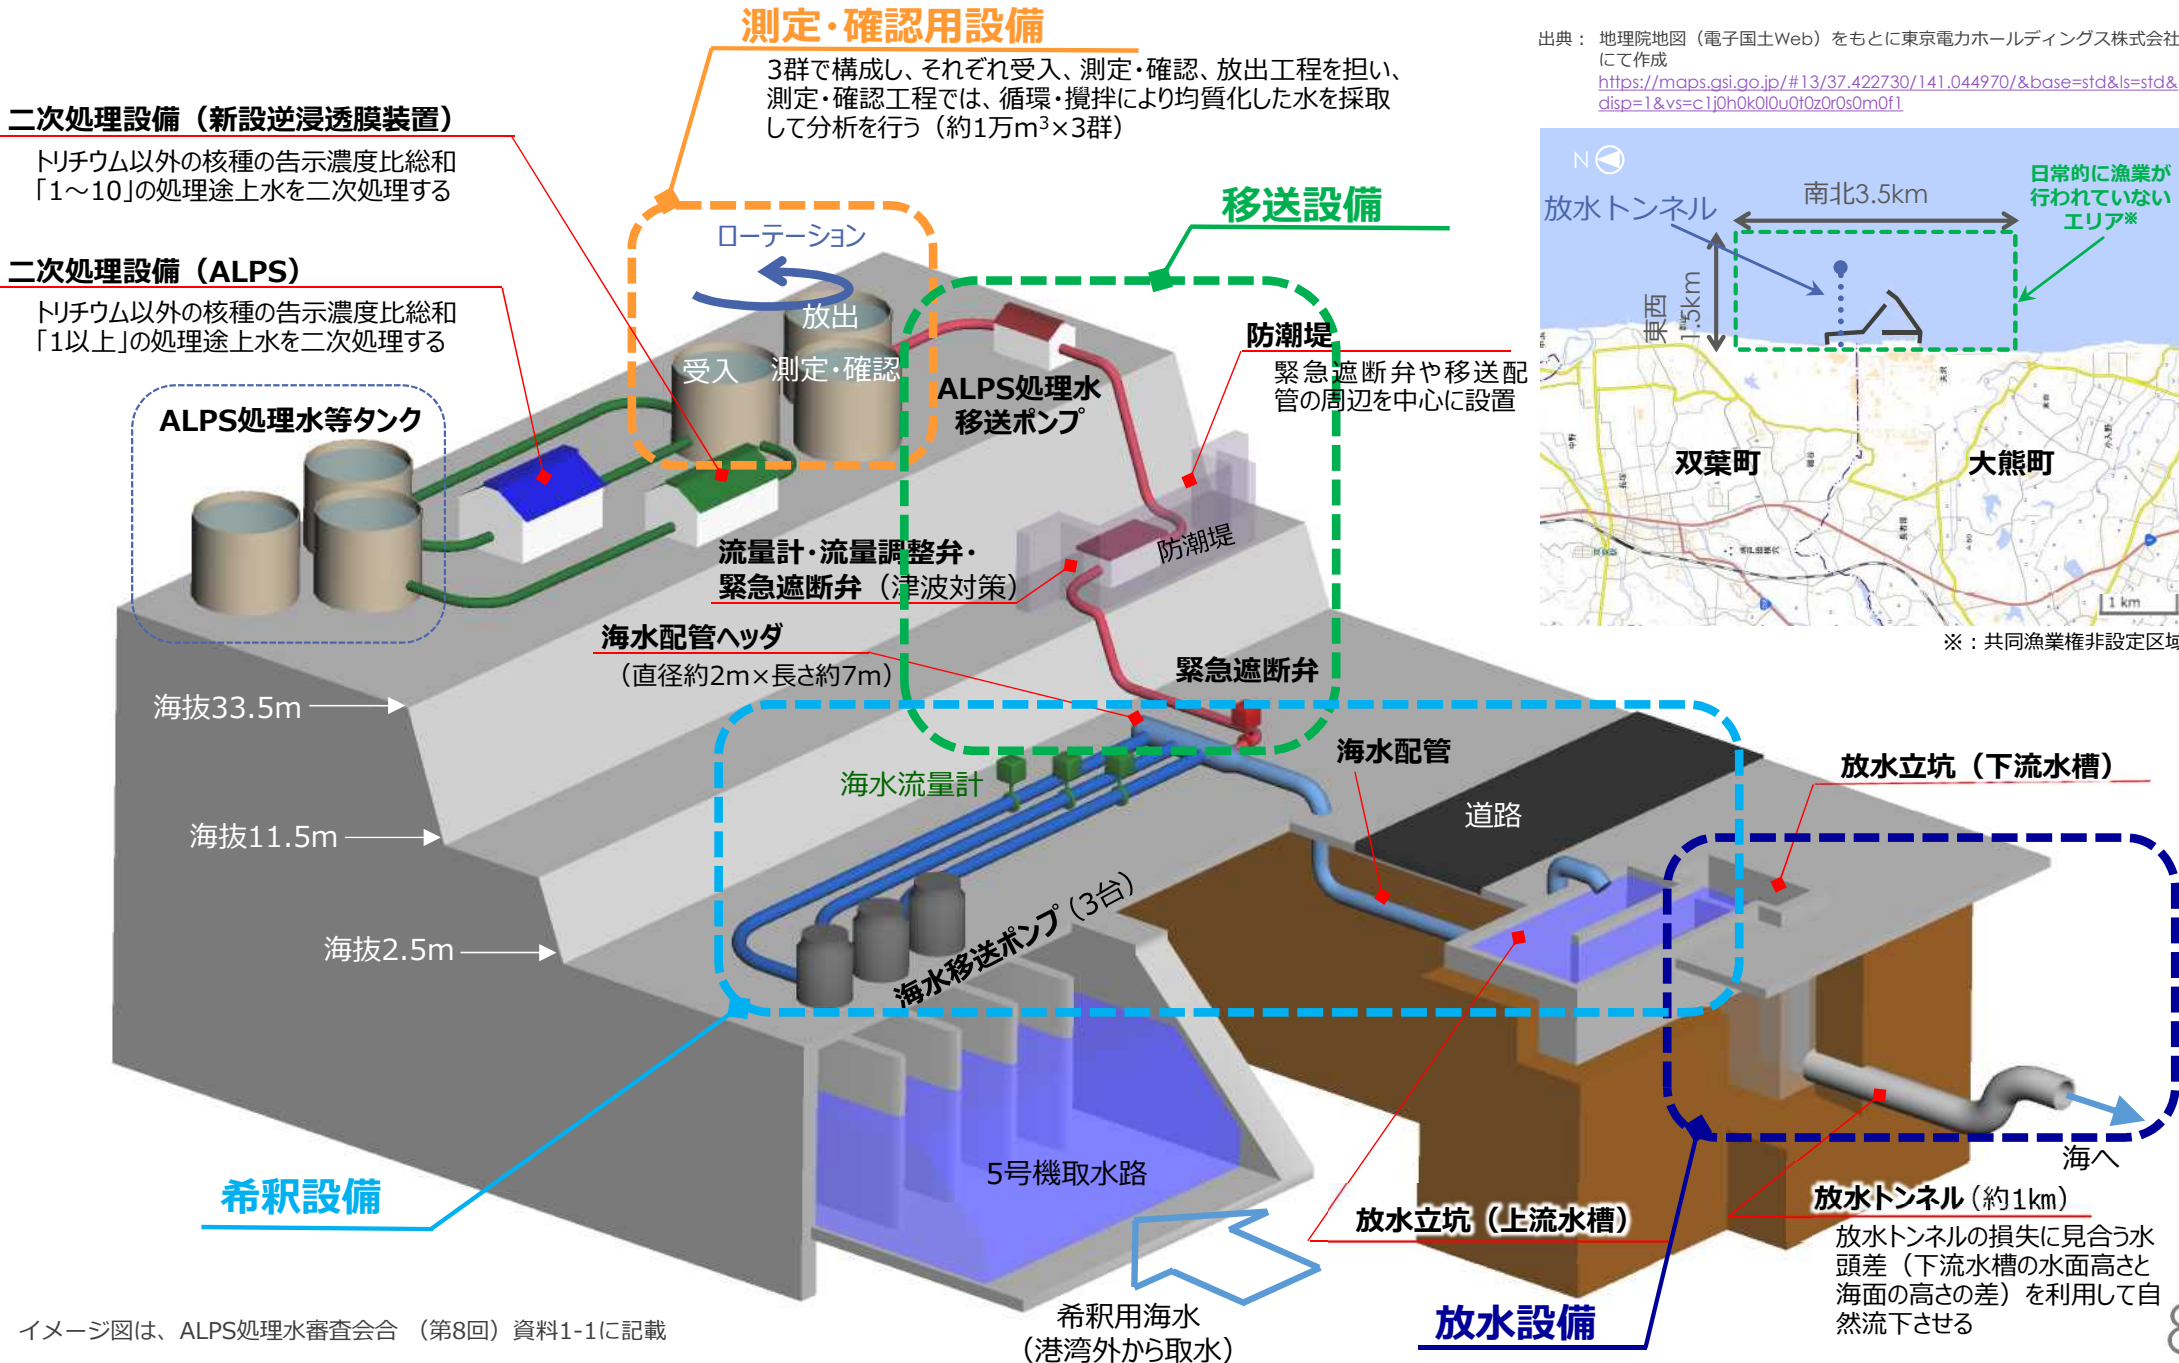 測定・確認用設備
3群で構成し、それぞれ受入、測定・確認、放出工程を担い、
測定・確認工程では、循環・攪拌により均質化した水を採取
して分析を行う（約1万m³×3群）
出典： 地理院地図（電子国土Web）をもとに東京電力ホールディングス株式会社
にて作成
https://maps.gsi.go.jp/#13/37.422730/141.044970/&base=std&ls=std&
disp=1&vs=c1j0h0k0l0u0t0z0r0s0m0f1
二次処理設備（新設逆浸透膜装置）
トリチウム以外の核種の告示濃度比総和
「1～10」の処理途上水を二次処理する
二次処理設備（ALPS）
トリチウム以外の核種の告示濃度比総和
「1以上」の処理途上水を二次処理する
ALPS処理水等タンク
ローテーション
放出
受入
測定・確認
移送設備
ALPS処理水
移送ポンプ
防潮堤
緊急遮断弁や移送配
管の周辺を中心に設置
防潮堤
流量計・流量調整弁・
緊急遮断弁（津波対策）
海水配管ヘッダ
（直径約2m×長さ約7m）
緊急遮断弁
N
放水トンネル
南北3.5km
東西
1.5km
日常的に漁業が
行われていない
エリア※
双葉町
大熊町
1 km
※：共同漁業権非設定区域
海抜33.5m
海抜11.5m
海抜2.5m
海水流量計
海水配管
道路
放水立坑（下流水槽）
海水移送ポンプ（3台）
5号機取水路
希釈設備
希釈用海水
（港湾外から取水）
放水立坑（上流水槽）
放水設備
海へ
放水トンネル（約1km）
放水トンネルの損失に見合う水
頭差（下流水槽の水面高さと
海面の高さの差）を利用して自
然流下させる
イメージ図は、ALPS処理水審査会合 （第8回）資料1-1に記載
8